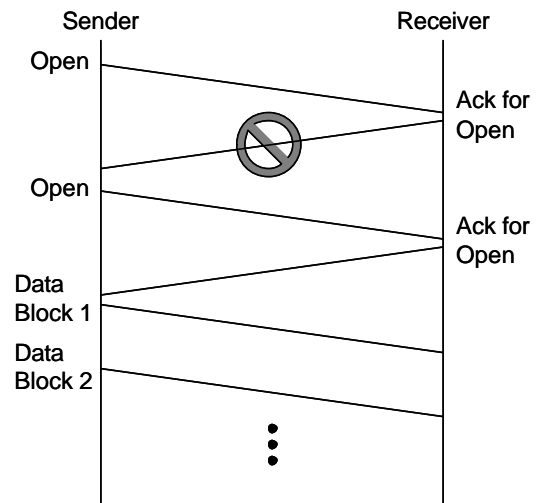 Sender
Receiver
Open
Ack for
Open
Open
Ack for
Open
Data
Block 1
Data
Block 2